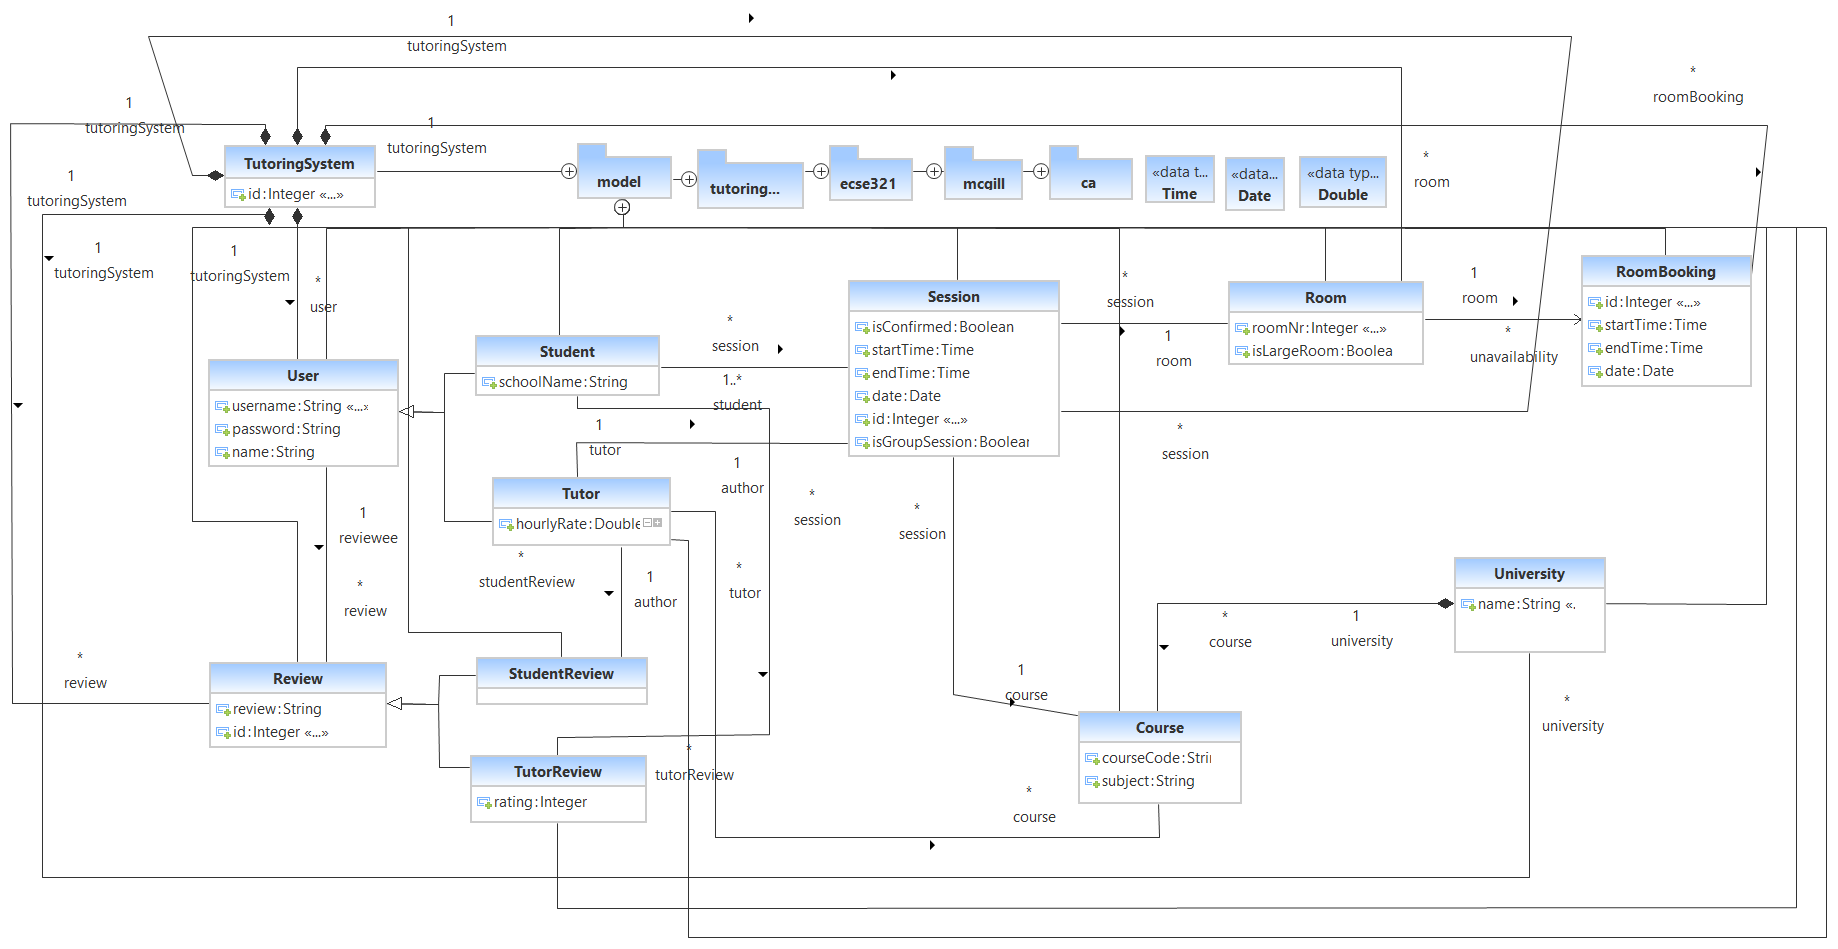 1
tutoringSystem
*
roomBooking
1
tutoringSystem
1
tutoringSystem
TutoringSystem
id:Integer «...»
model
tutoring...
ecse321
mcgill
ca
«data t...
Time
«data...
Date
«data typ...
Double
*
room
1
tutoringSystem
1
tutoringSystem
1
tutoringSystem
*
user
*
session
1
room
1
room
*
unavailability
RoomBooking
id:Integer «...»
startTime:Time
endTime:Time
date:Date
Session
isConfirmed:Boolean
startTime:Time
endTime:Time
date:Date
id:Integer «...»
isGroupSession:Boolear
Room
roomNr:Integer «...»
isLargeRoom:Boolea
*
session
1..*
student
Student
schoolName:String
User
username:String «...»
password:String
name:String
1
tutor
*
session
1
author
*
session
*
session
Tutor
hourlyRate:Double
1
reviewee
*
review
*
studentReview
1
author
*
tutor
University
name:String «.
*
course
1
university
*
review
Review
review:String
id:Integer «...»
StudentReview
1
course
*
university
Course
courseCode:Stri
subject:String
TutorReview
rating:Integer
*
tutorReview
*
course